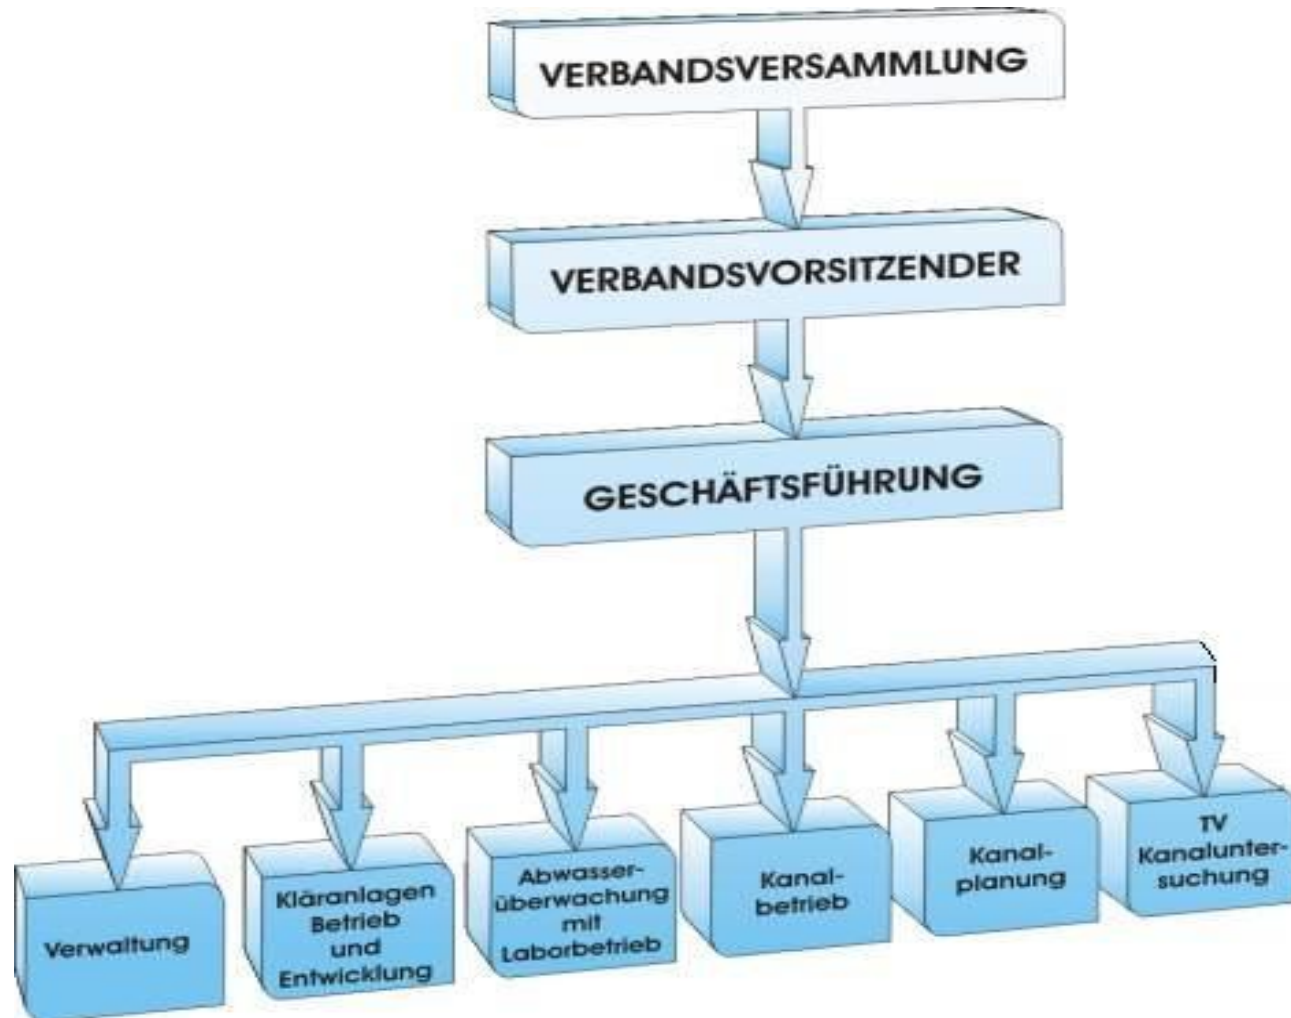 VERBANDSVERSAMMLUNG
VERBANDSVORSITZENDER
GESCHÄFTSFÜHRUNG
Verwaltung
Kläranlagen
Betrieb
und
Entwicklung
Abwasser-
überwachung
mit
Laborbetrieb
Kanal-
betrieb
Kanal-
planung
TV
Kanalunter-
suchung